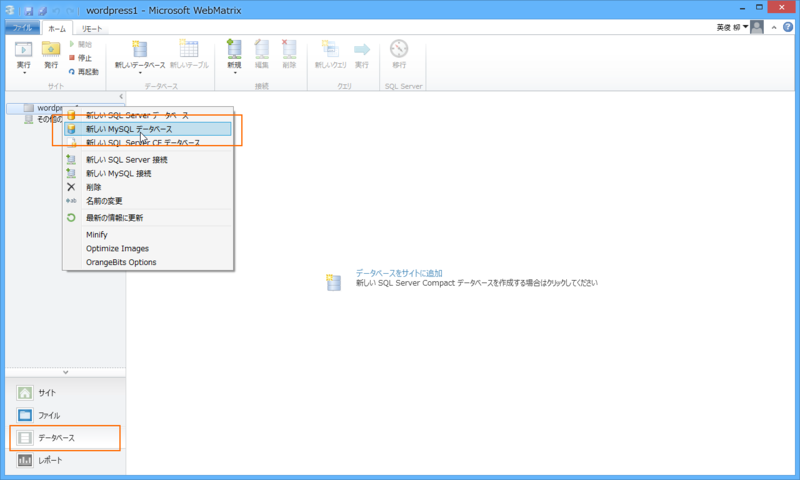 wordpress1 - Microsoft WebMatrix
ファイル
ホーム
リモート
英俊 柳
実行
発行
開始
停止
再起動
サイト
新しいデータベース
新しいテーブル
データベース
新規
編集
削除
接続
新しいクエリ
実行
クエリ
移行
SQL Server
wordpress1
その他の
新しい SQL Server データベース
新しい MySQL データベース
新しい SQL Server CE データベース
新しい SQL Server 接続
新しい MySQL 接続
削除
名前の変更
最新の情報に更新
Minify
Optimize Images
OrangeBits Options
データベースをサイトに追加
新しい SQL Server Compact データベースを作成する場合はクリックしてください
サイト
ファイル
データベース
レポート